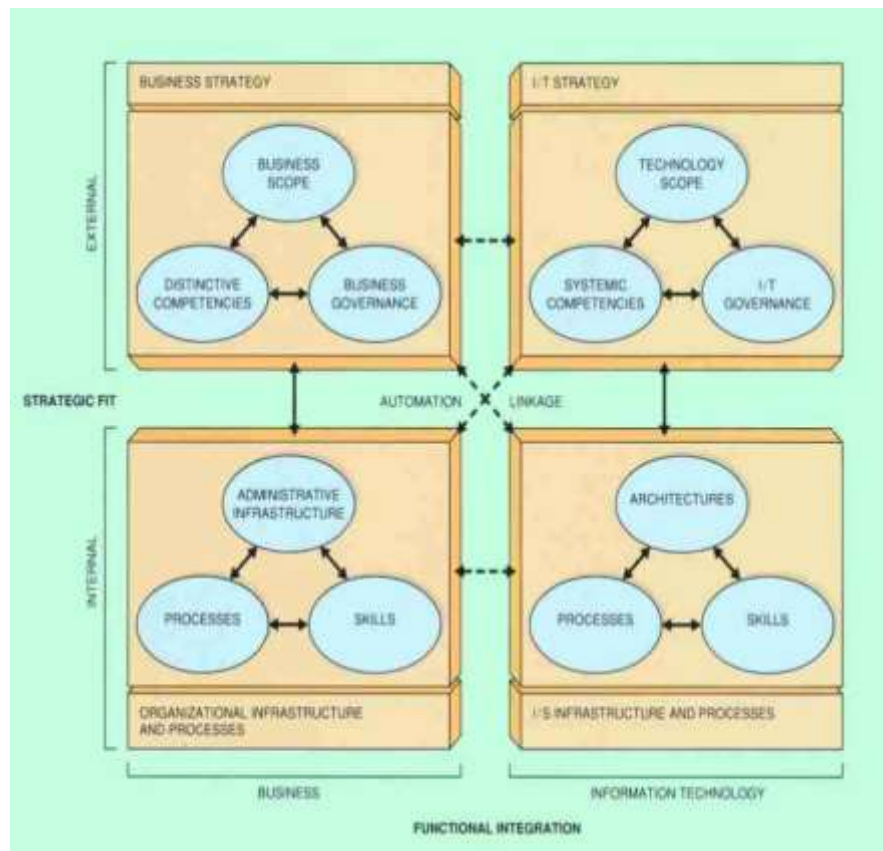 BUSINESS STRATEGY
I/T STRATEGY
BUSINESS
SCOPE
TECHNOLOGY
SCOPE
EXTERNAL
DISTINCTIVE
COMPETENCIES
BUSINESS
GOVERNANCE
SYSTEMIC
COMPETENCIES
I/T
GOVERNANCE
STRATEGIC FIT
AUTOMATION
LINKAGE
ADMINISTRATIVE
INFRASTRUCTURE
ARCHITECTURES
INTERNAL
PROCESSES
SKILLS
PROCESSES
SKILLS
ORGANIZATIONAL INFRASTRUCTURE
AND PROCESSES
I/S INFRASTRUCTURE AND PROCESSES
BUSINESS
INFORMATION TECHNOLOGY
FUNCTIONAL INTEGRATION